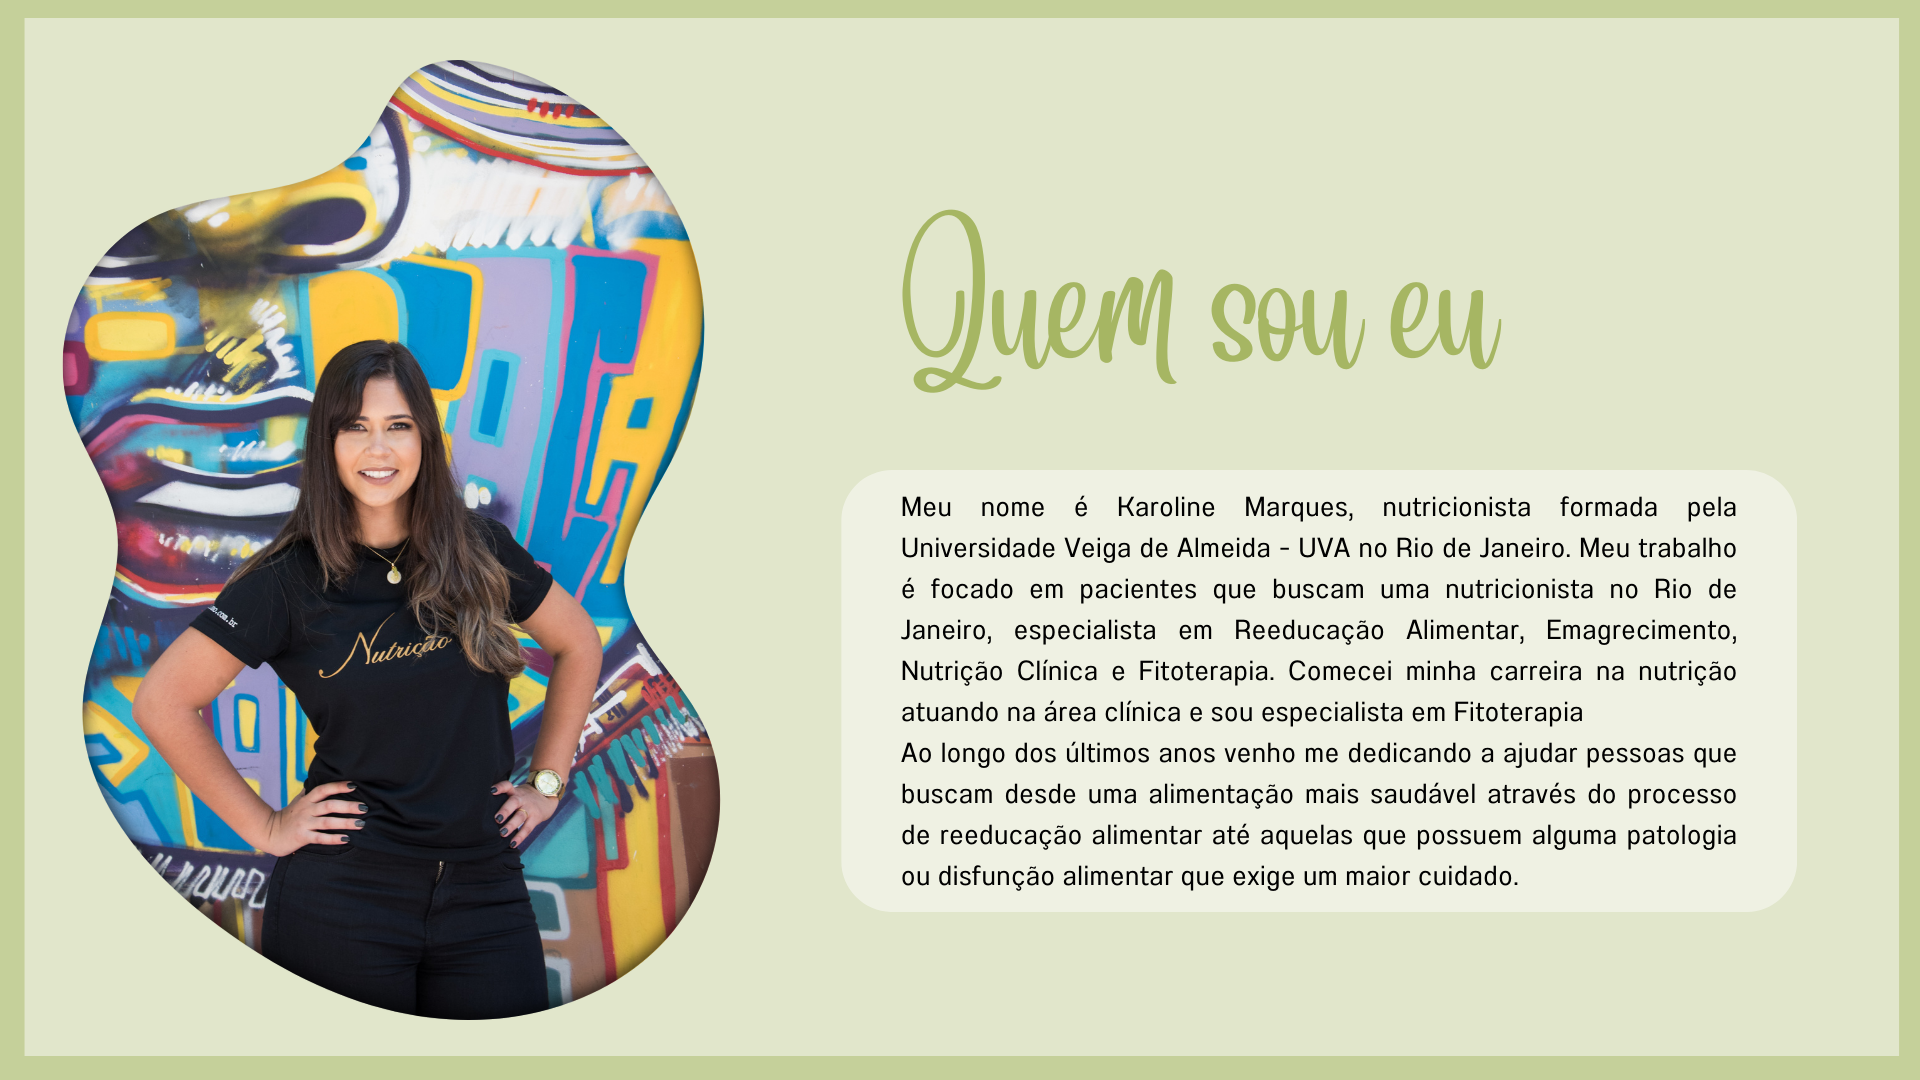 Quem sou eu
Meu nome é Karoline Marques, nutricionista formada pela
Universidade Veiga de Almeida - UVA no Rio de Janeiro. Meu trabalho
é focado em pacientes que buscam uma nutricionista no Rio de
Janeiro, especialista em Reeducação Alimentar, Emagrecimento,
Nutrição Clínica e Fitoterapia. Comecei minha carreira na nutrição
atuando na área clínica e sou especialista em Fitoterapia
Ao longo dos últimos anos venho me dedicando a ajudar pessoas que
buscam desde uma alimentação mais saudável através do processo
de reeducação alimentar até aquelas que possuem alguma patologia
ou disfunção alimentar que exige um maior cuidado.
Nutrição